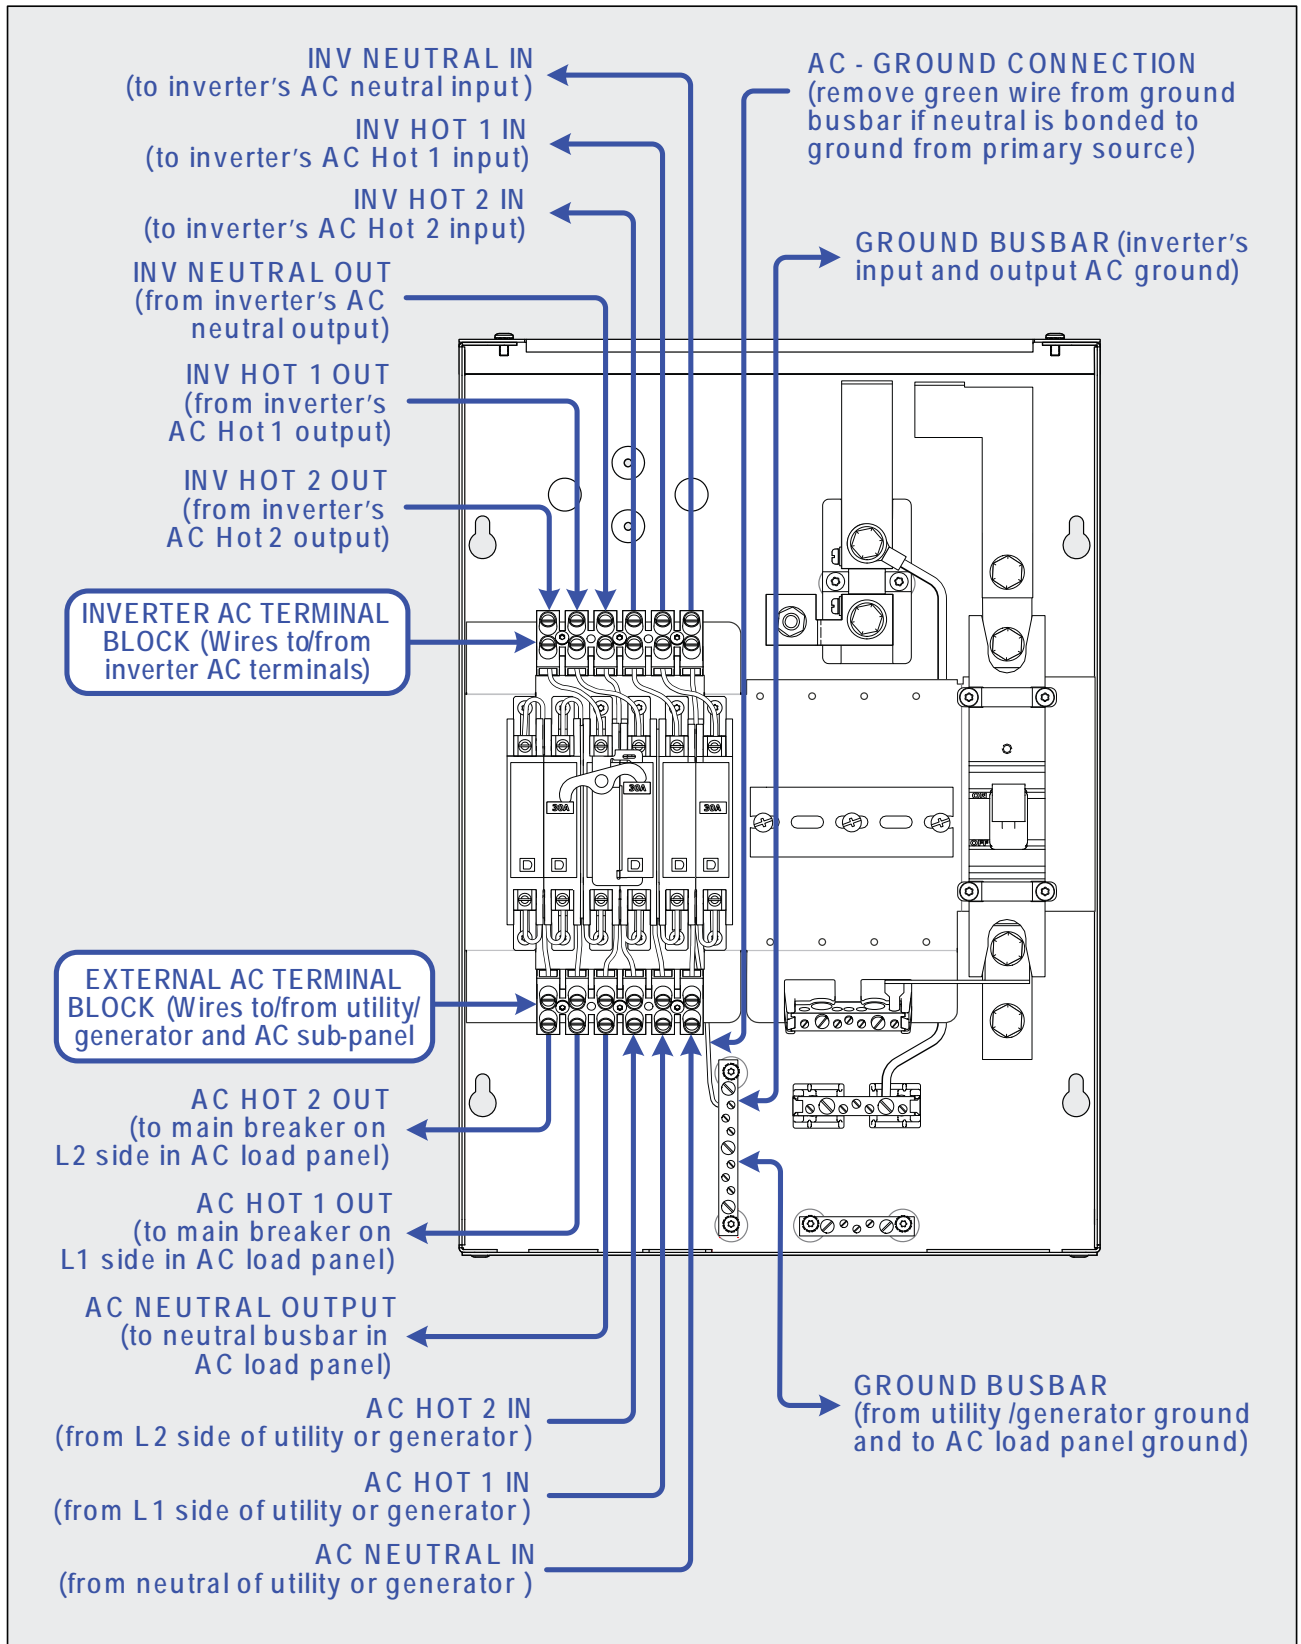 INV NEUTRAL IN
(to inverter's AC neutral input)
INV HOT 1 IN
(to inverter's AC Hot 1 input)
INV HOT 2 IN
(to inverter's AC Hot 2 input)
INV NEUTRAL OUT
(from inverter's AC
neutral output)
INV HOT 1 OUT
(from inverter's
AC Hot 1 output)
INV HOT 2 OUT
(from inverter's
AC Hot 2 output)
INVERTER AC TERMINAL
BLOCK (Wires to/from
inverter AC terminals)
AC - GROUND CONNECTION
(remove green wire from ground
busbar if neutral is bonded to
ground from primary source)
GROUND BUSBAR (inverter's
input and output AC ground)
30A
30A
30A
ON
OFF
EXTERNAL AC TERMINAL
BLOCK (Wires to/from utility/
generator and AC sub-panel
AC HOT 2 OUT
(to main breaker on
L2 side in AC load panel)
AC HOT 1 OUT
(to main breaker on
L1 side in AC load panel)
AC NEUTRAL OUTPUT
(to neutral busbar in
AC load panel)
AC HOT 2 IN
(from L2 side of utility or generator)
AC HOT 1 IN
(from L1 side of utility or generator)
AC NEUTRAL IN
(from neutral of utility or generator)
GROUND BUSBAR
(from utility/generator ground
and to AC load panel ground)